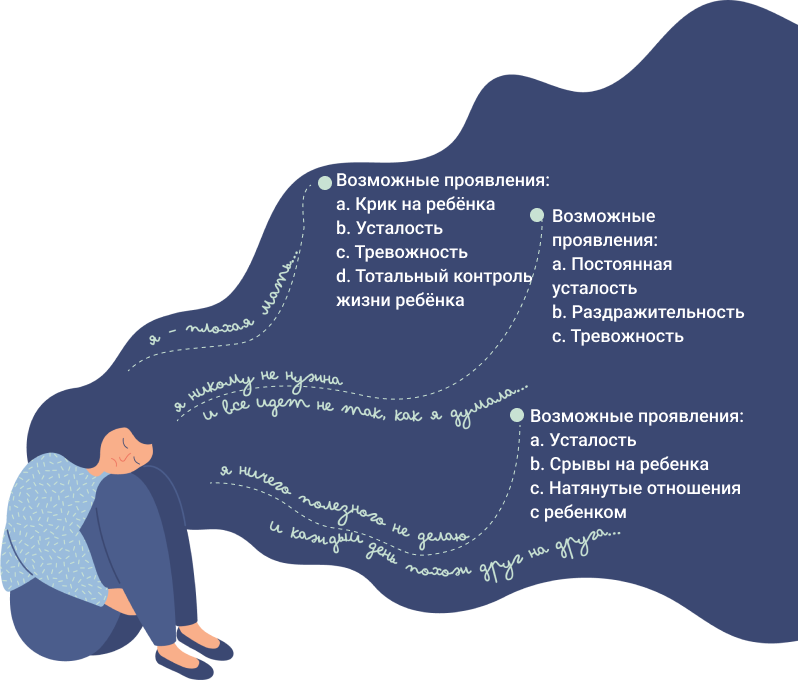 Возможные проявления:
a. Крик на ребёнка
b. Усталость
c. Тревожность
d. Тотальный контроль
жизни ребёнка
я - плохая мать...
Возможные
проявления:
a. Постоянная
усталость
b. Раздражительность
c. Тревожность
я никому не нужна
и все идет не так, как я думала...
Возможные проявления:
a. Усталость
b. Срывы на ребенка
c. Натянутые отношения
с ребенком
я ничего полезного не делаю
и каждый день похож друг на друга...